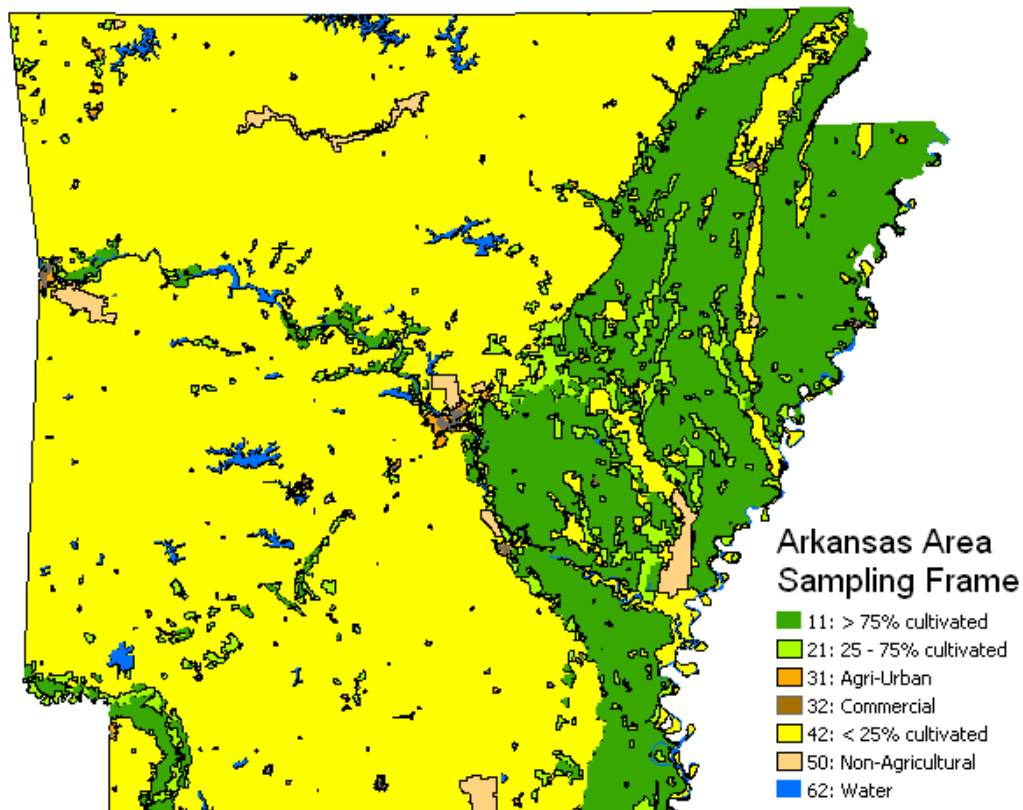 Arkansas Area
Sampling Frame
11: > 75% cultivated
21: 25 - 75% cultivated
31: Agri-Urban
32: Commercial
42: < 25% cultivated
50: Non-Agricultural
62: Water